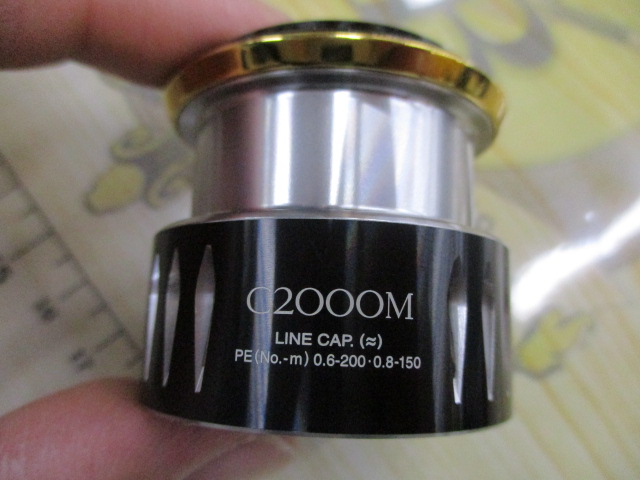 C2000M
LINE CAP. (≈)
PE (No.-m) 0.6-200·0.8-150